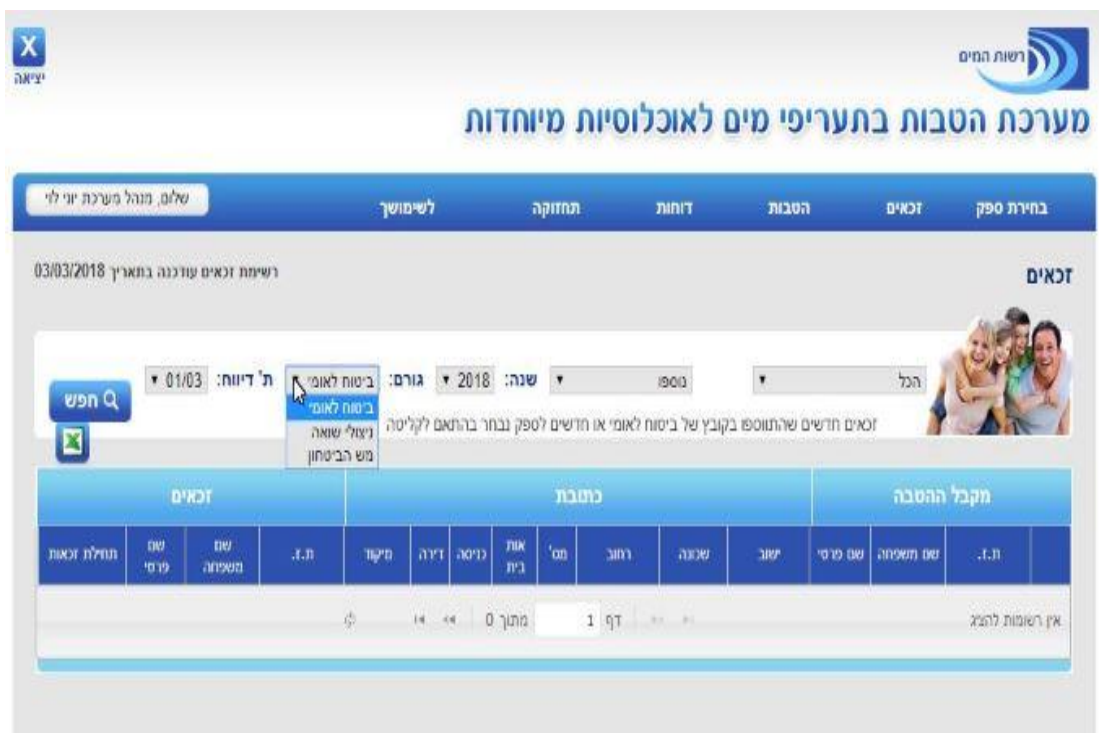 רשות המים
X
יציאה
מערכת הטבות בתעריפי מים לאוכלוסיות מיוחדות
בחירת ספק זכאים הטבות דוחות תחזוקה לשימושך
שלום, מנהל מערכת יוני לוי
זכאים
רשימת זכאים עודכנה בתאריך 03/03/2018
הכל נוספו שנה: 2018 גורם: ביטוח לאומי ת' דיווח: 01/03
חפש
ביטוח לאומי
ניצולי שואה
מש הביטחון
זכאים חדשים שהתווספו בקובץ של ביטוח לאומי או חדשים לספק נבחר בהתאם לקליטה
מקבל ההטבה כתובת זכאים
ת.ז. שם משפחה שם פרטי ישוב שכונה רחוב מס' אות בית כניסה דירה מיקוד ת.ז. שם משפחה שם פרטי תחילת זכאות
אין רשומות להציג
דף 1 מתוך 0